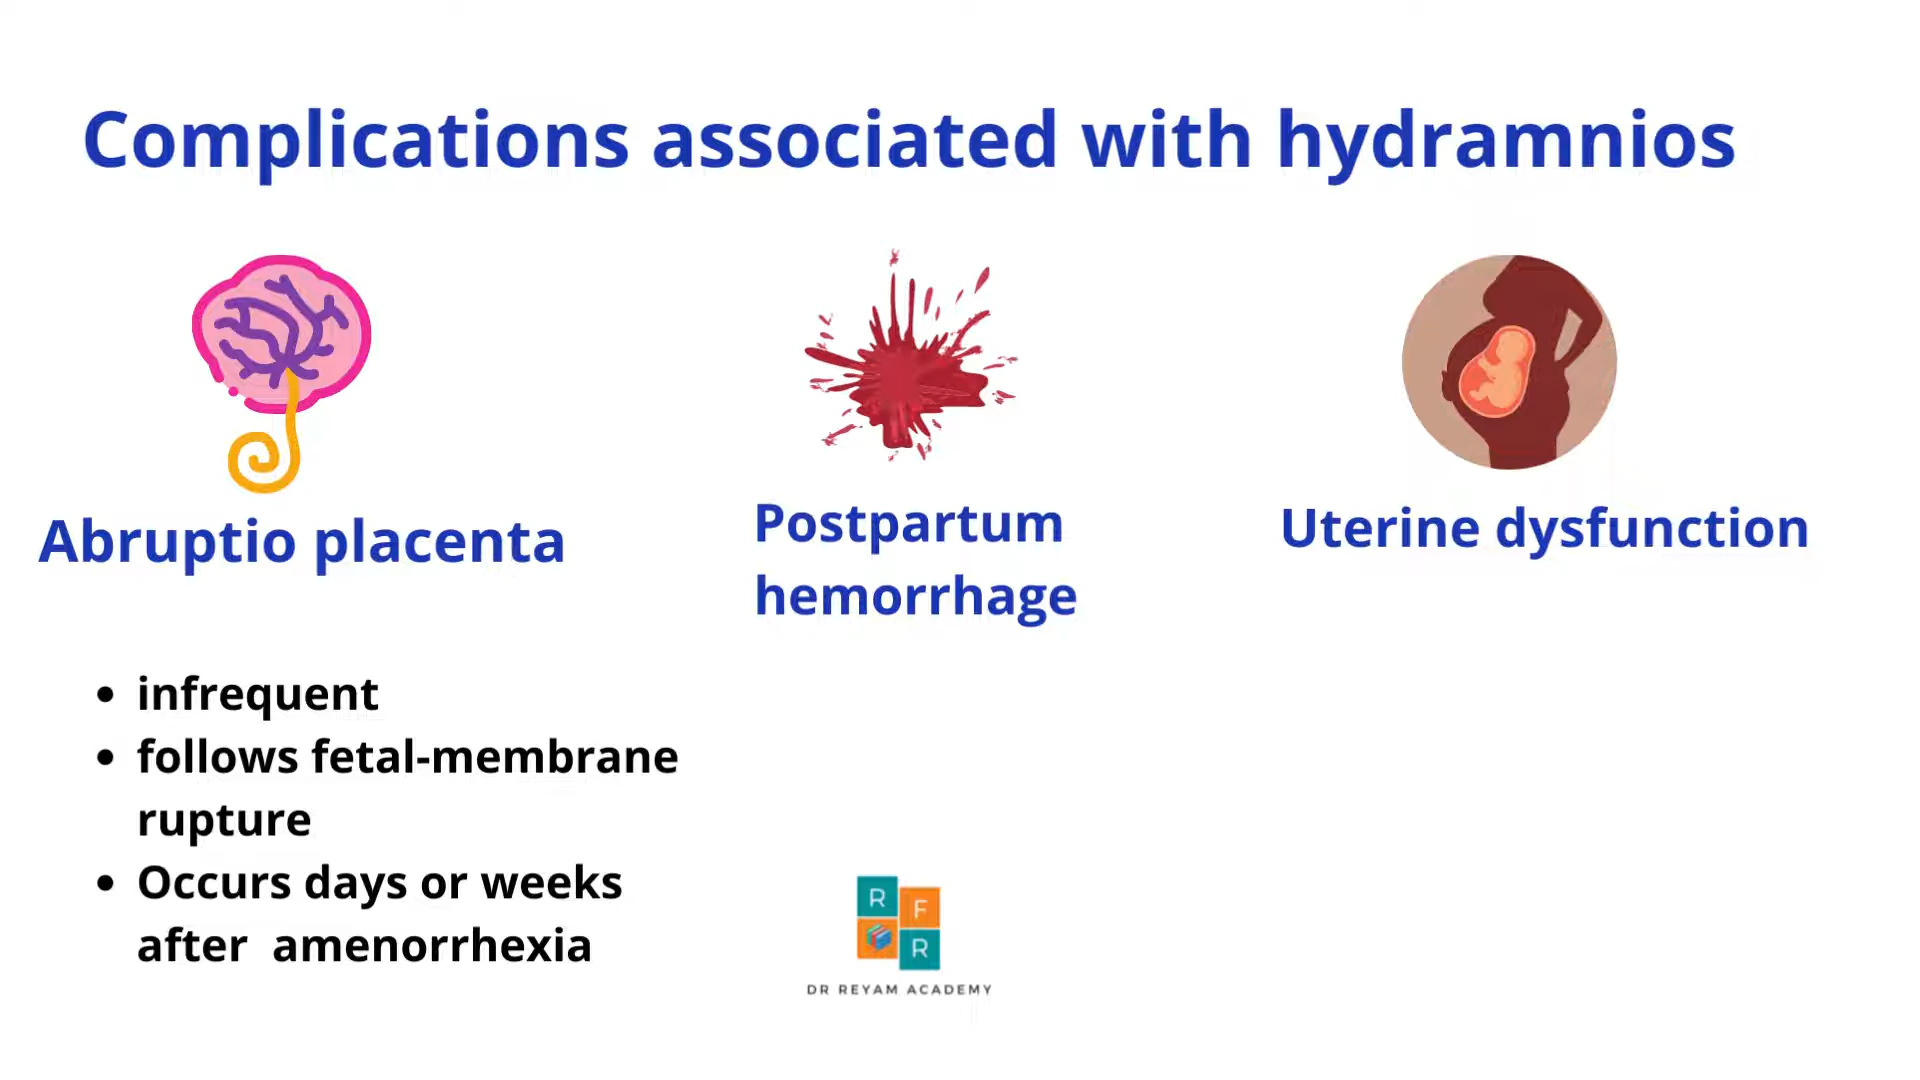 Complications associated with hydramnios
Abruptio placenta
Postpartum
hemorrhage
Uterine dysfunction
• infrequent
• follows fetal-membrane
rupture
• Occurs days or weeks
after amenorrhexia
R
F
R
DR REYAM ACADEMY